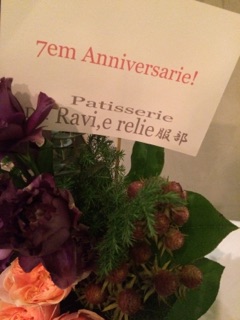 7em Anniversarie!
Patisserie
Ravi,e relie 服部